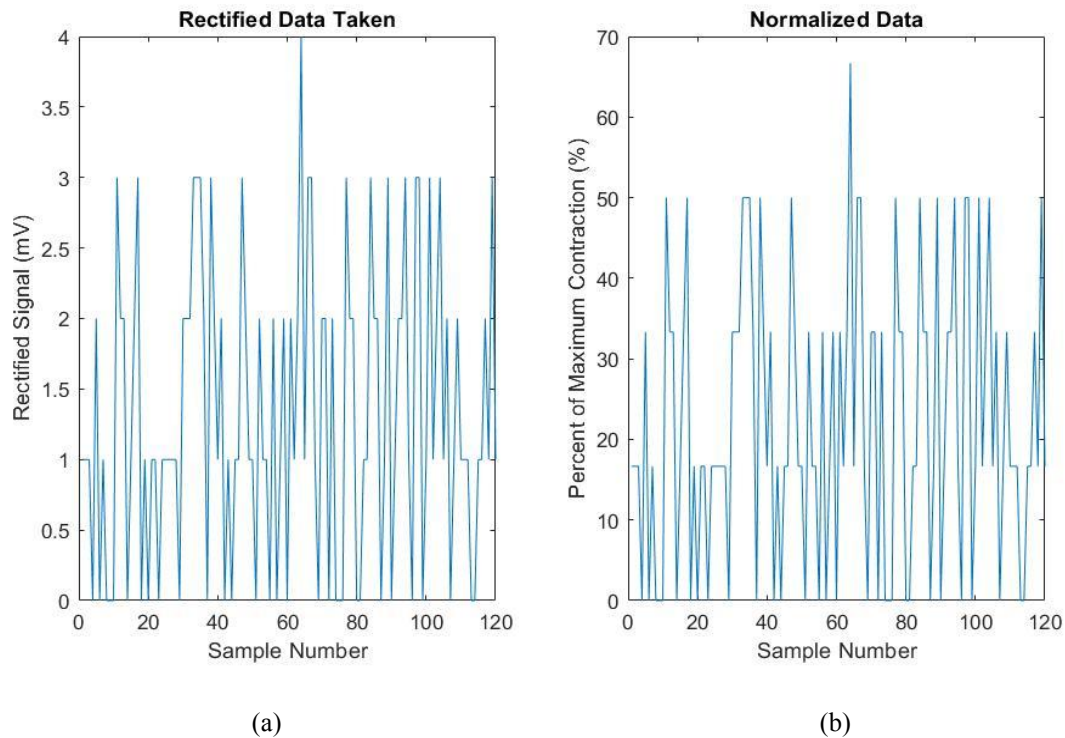 Rectified Data Taken
4
3.5
3
2.5
2
1.5
1
0.5
0
Rectified Signal (mV)
0 20 40 60 80 100 120
Sample Number
(a)
Normalized Data
70
60
50
40
30
20
10
0
Percent of Maximum Contraction (%)
0 20 40 60 80 100 120
Sample Number
(b)